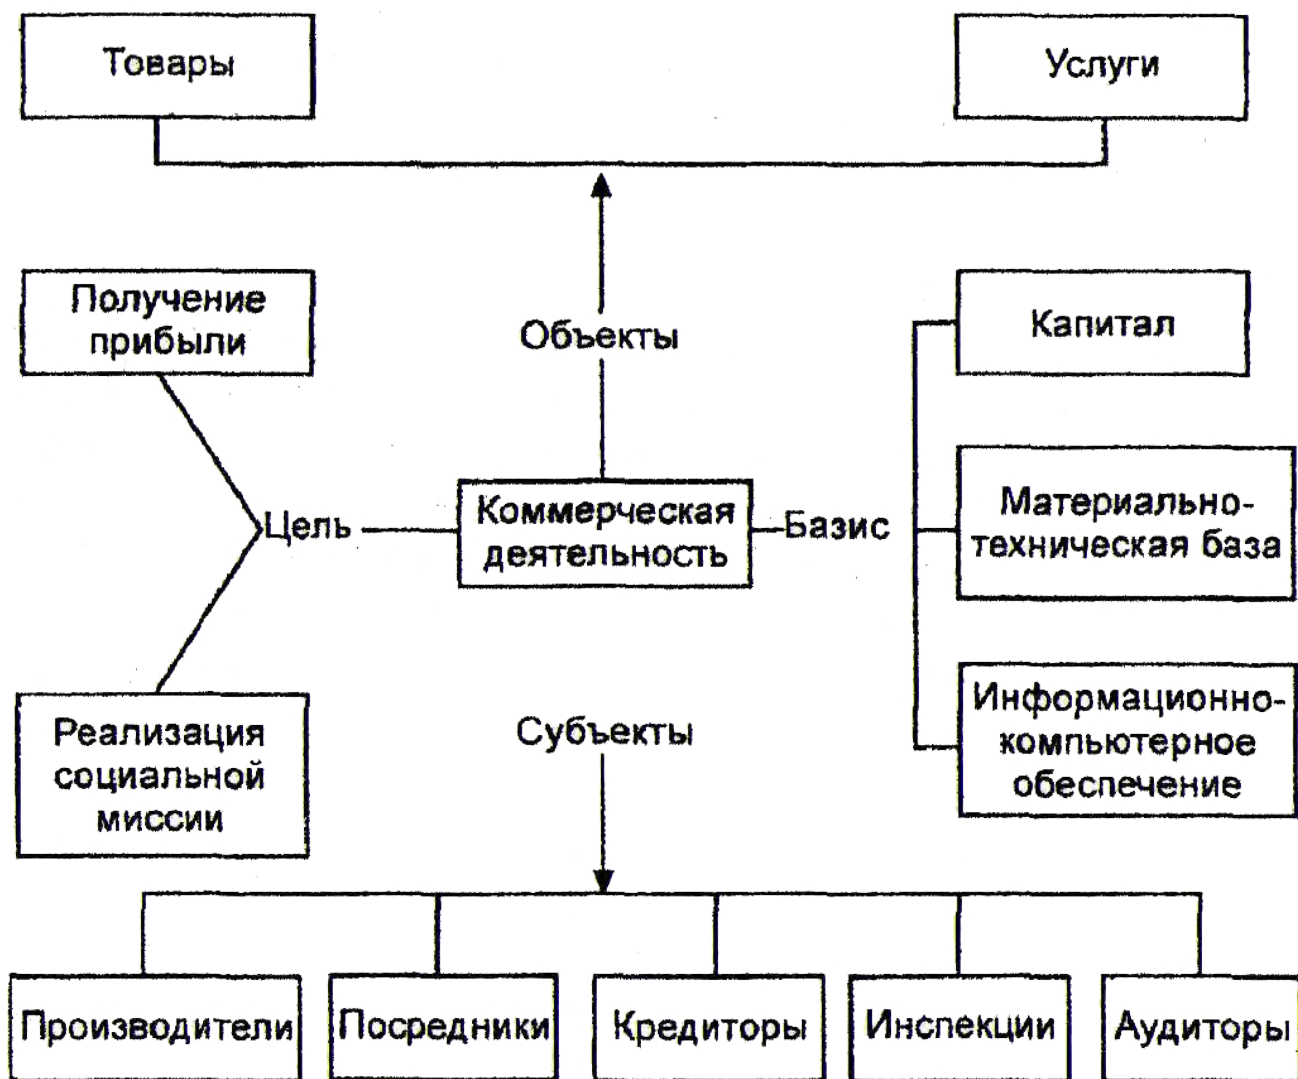 Товары
Услуги
Получение
прибыли
Объекты
Капитал
Цель
Коммерческая
деятельность
Базис
Материально-
техническая база
Реализация
социальной
миссии
Субъекты
Информационно-
компьютерное
обеспечение
Производители
Посредники
Кредиторы
Инспекции
Аудиторы